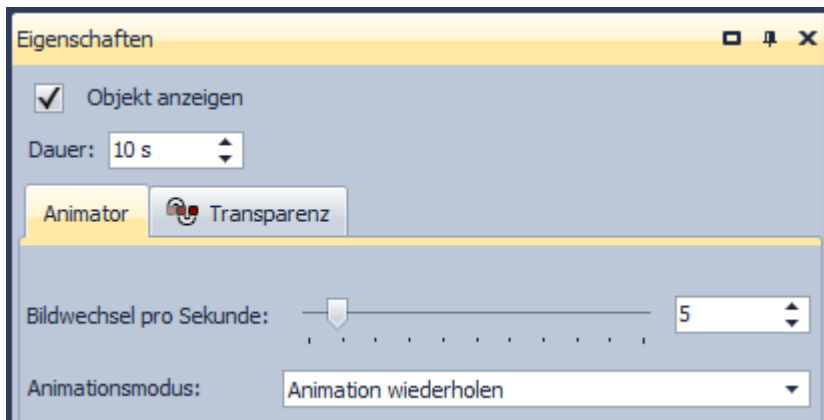 Eigenschaften
Objekt anzeigen
Dauer: 10 s
Animator Transparenz
Bildwechsel pro Sekunde: 5
Animationsmodus: Animation wiederholen